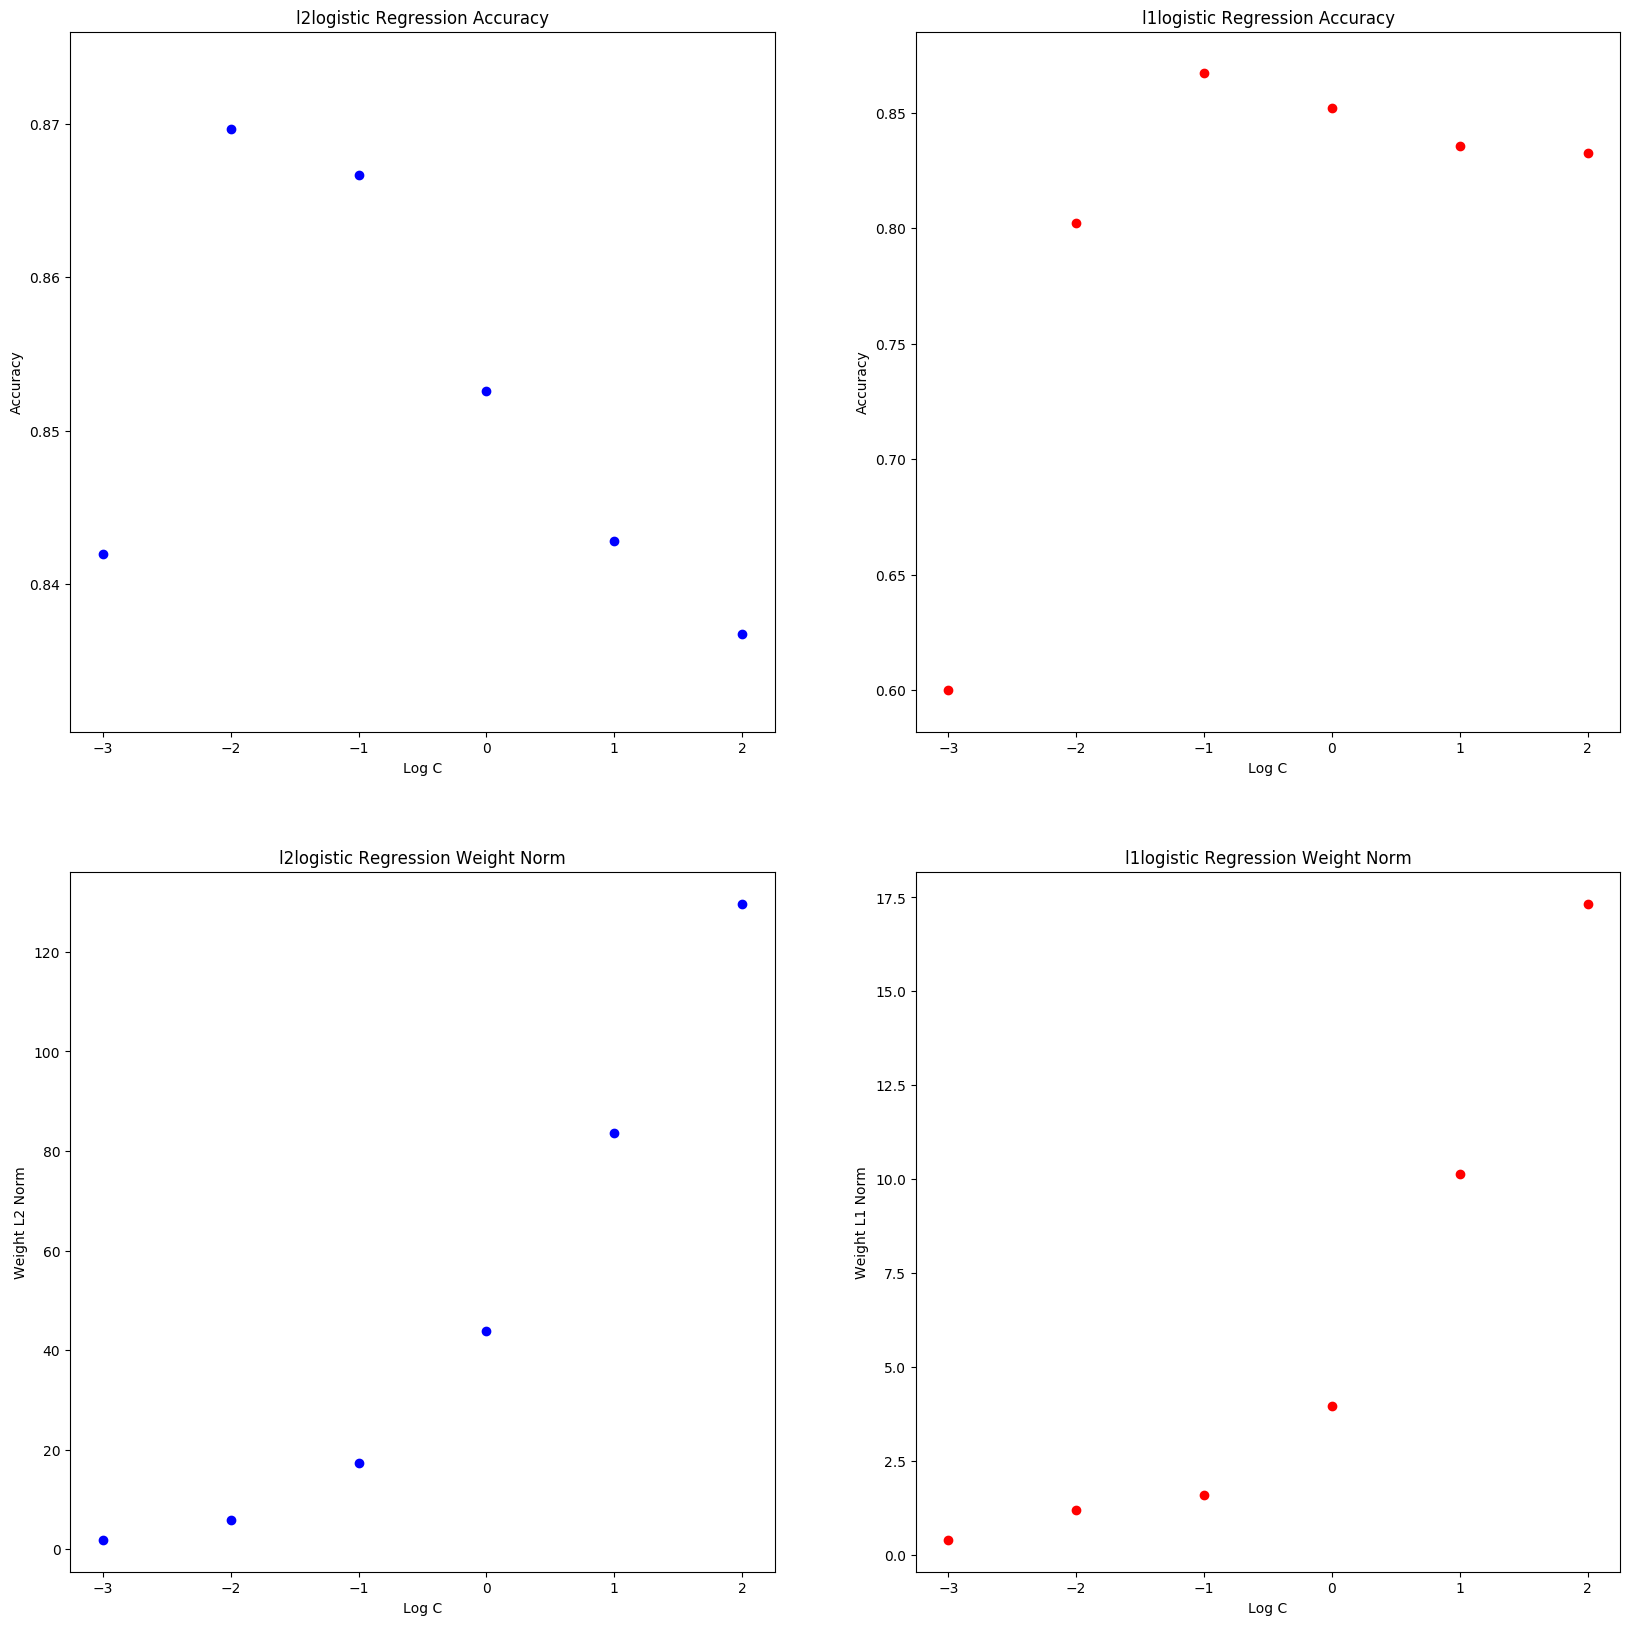 l2logistic Regression Accuracy
Accuracy
0.87
0.86
0.85
0.84
−3 −2 −1 0 1 2
Log C
l1logistic Regression Accuracy
Accuracy
0.85
0.80
0.75
0.70
0.65
0.60
−3 −2 −1 0 1 2
Log C
l2logistic Regression Weight Norm
Weight L2 Norm
120
100
80
60
40
20
0
−3 −2 −1 0 1 2
Log C
l1logistic Regression Weight Norm
Weight L1 Norm
17.5
15.0
12.5
10.0
7.5
5.0
2.5
0.0
−3 −2 −1 0 1 2
Log C